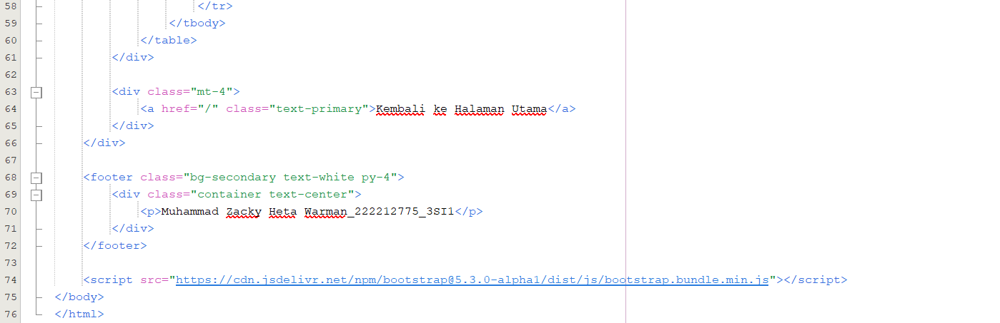 58 </tr>
59 </tbody>
60 </table>
61 </div>
62
63 <div class="mt-4">
64 <a href="/" class="text-primary">Kembali ke Halaman Utama</a>
65 </div>
66 </div>
67
68 <footer class="bg-secondary text-white py-4">
69 <div class="container text-center">
70 <p>Muhammad Zacky Heta Warman_222212775_3SI1</p>
71 </div>
72 </footer>
73
74 <script src="https://cdn.jsdelivr.net/npm/bootstrap@5.3.0-alpha1/dist/js/bootstrap.bundle.min.js"></script>
75 </body>
76 </html>